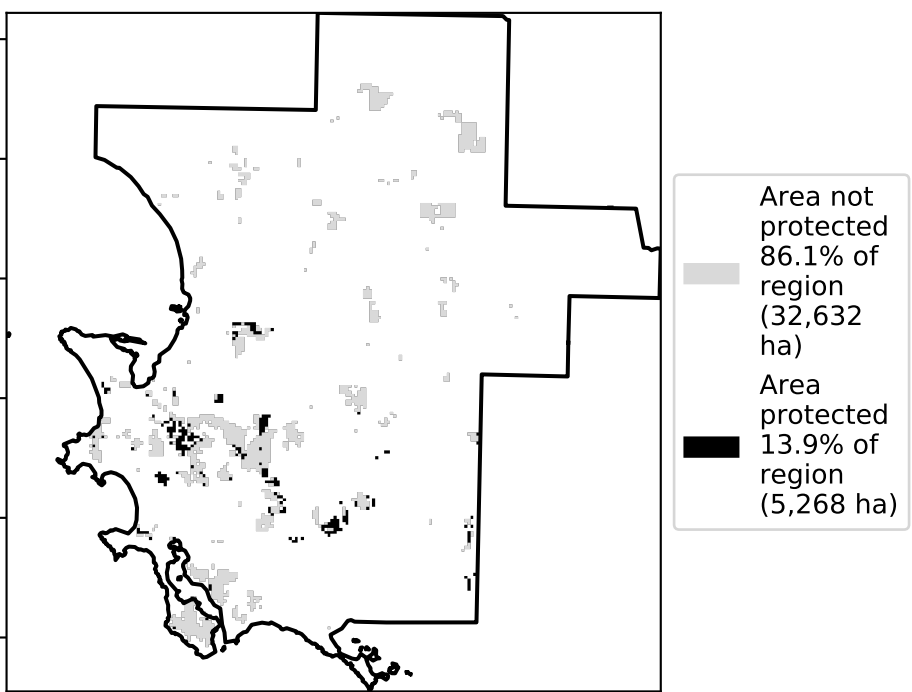 Area not
protected
86.1% of
region
(32,632
ha)
Area
protected
13.9% of
region
(5,268 ha)